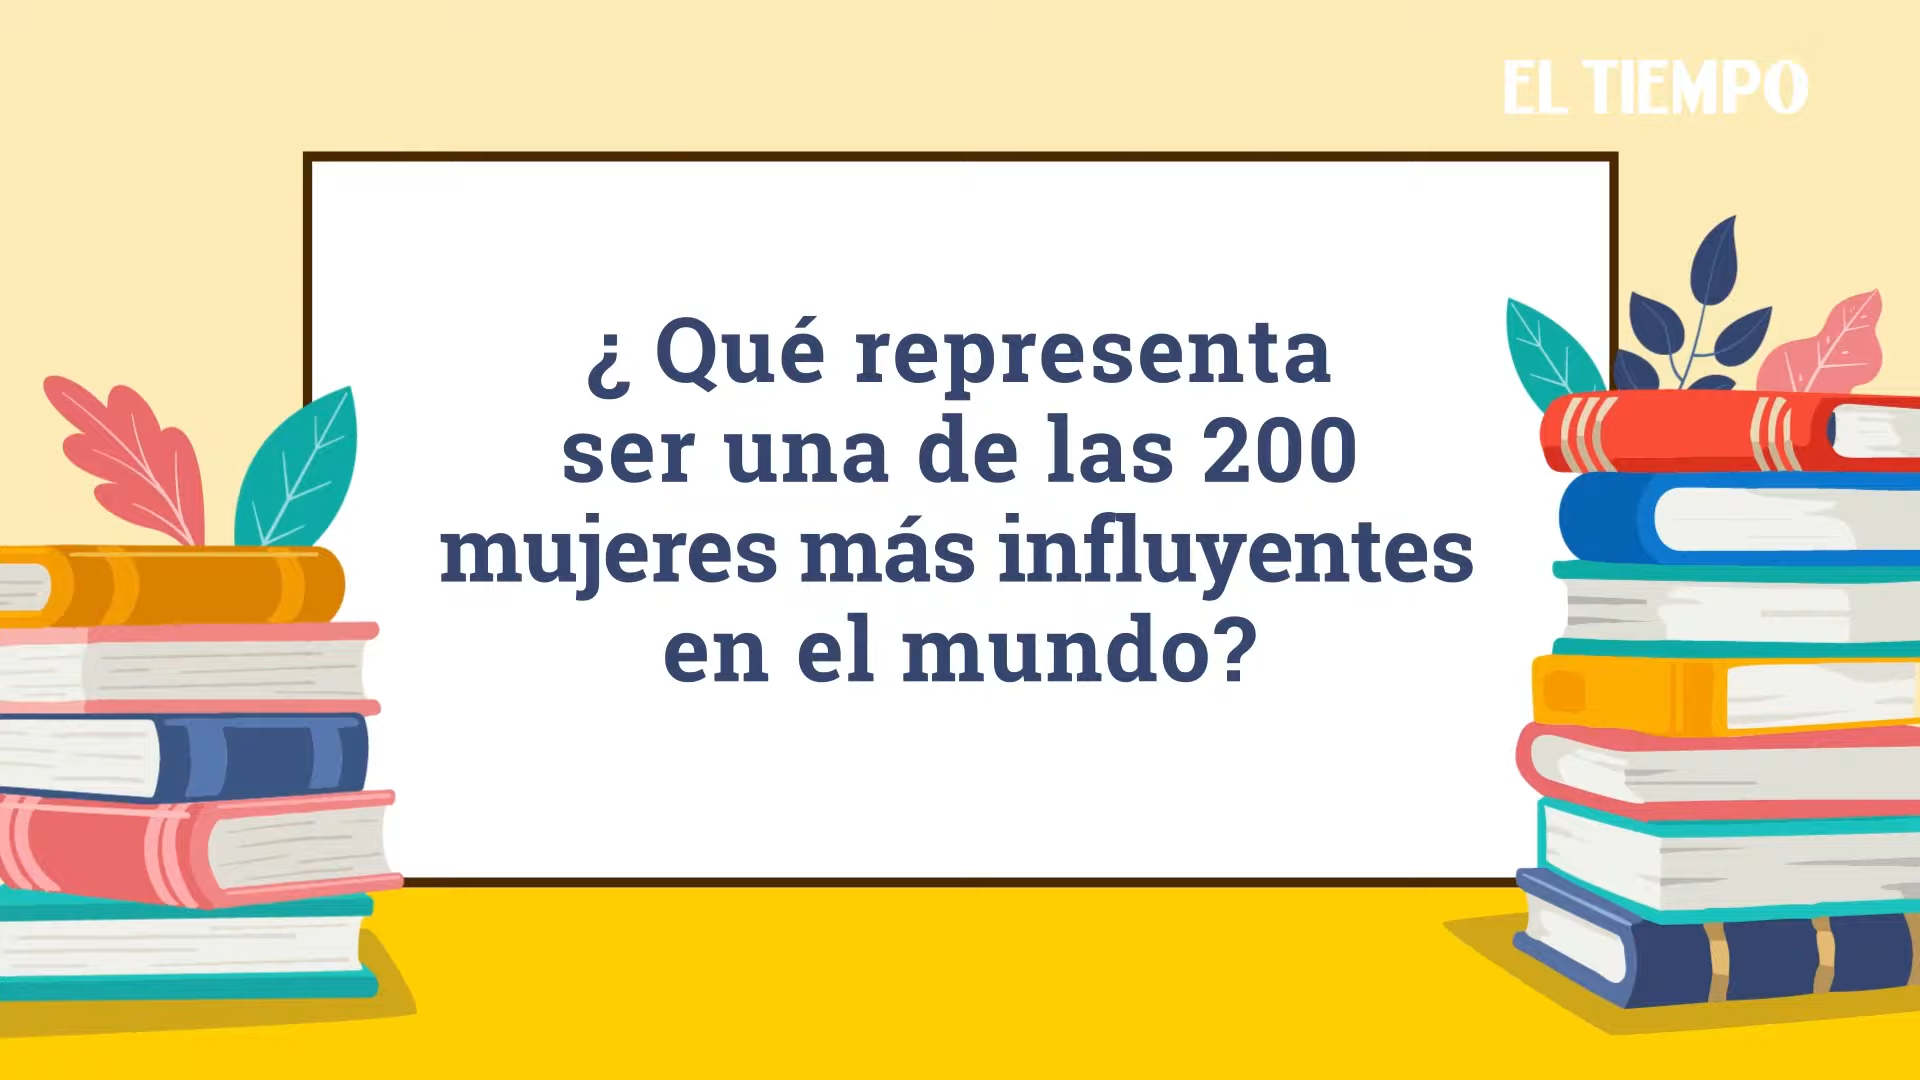 EL TIEMPO
¿ Qué representa
ser una de las 200
mujeres más influyentes
en el mundo?